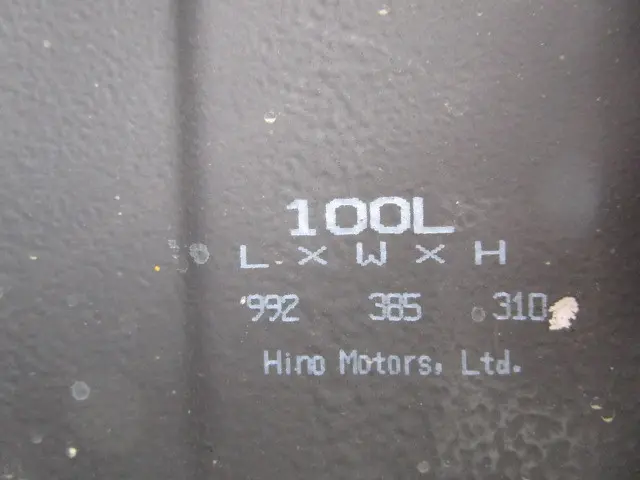 100L
L × W × H
992 385 310
Hino Motors, Ltd.